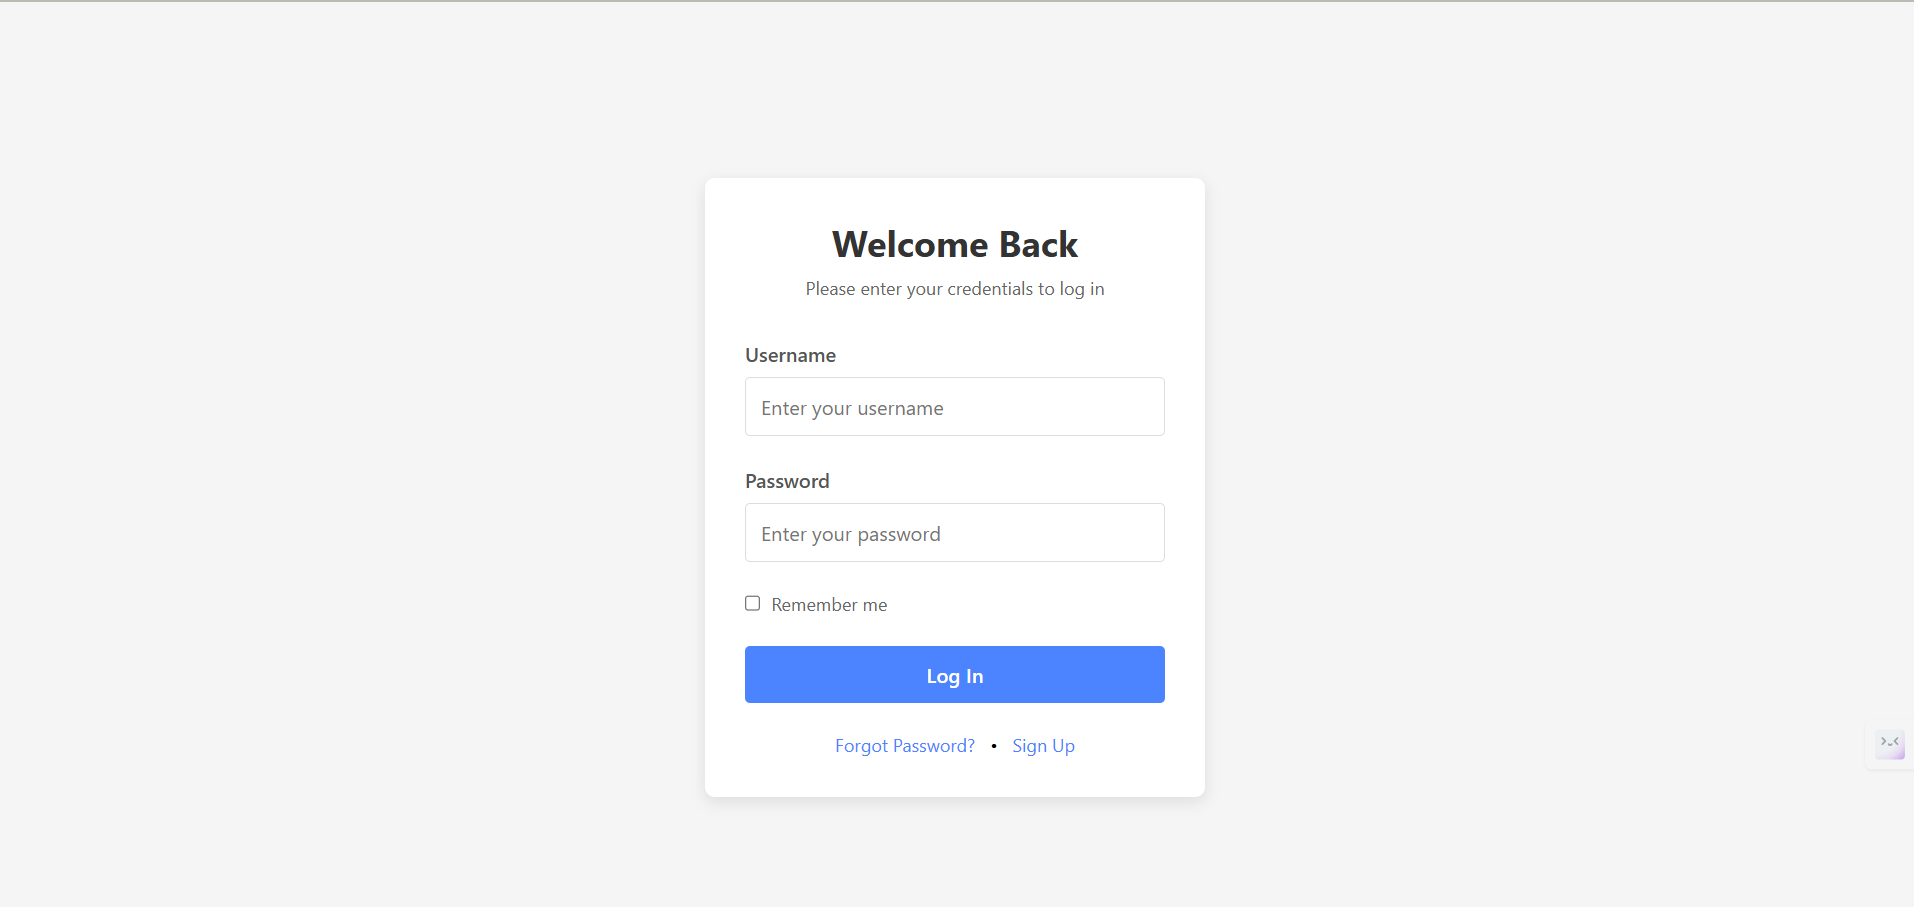 Welcome Back
Please enter your credentials to log in
Username
Enter your username
Password
Enter your password
Remember me
Log In
Forgot Password? • Sign Up